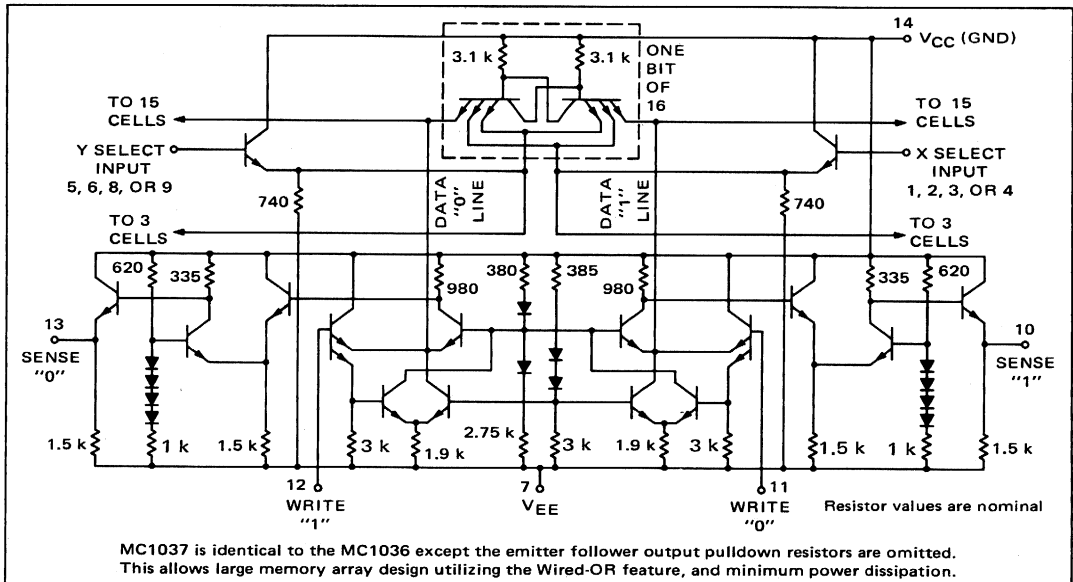 14
VCC (GND)
3.1 k
3.1 k
ONE
BIT
OF
16
TO 15
CELLS
TO 15
CELLS
Y SELECT
INPUT
5, 6, 8, OR 9
X SELECT
INPUT
1, 2, 3, OR 4
740
DATA
"0"
LINE
DATA
"1"
LINE
740
TO 3
CELLS
TO 3
CELLS
620
335
980
380
385
980
335
620
13
SENSE
"0"
10
SENSE
"1"
1.5 k
1 k
1.5 k
3 k
1.9 k
2.75 k
3 k
1.9 k
3 k
1.5 k
1 k
1.5 k
12
WRITE
"1"
7
VEE
11
WRITE
"0"
Resistor values are nominal
MC1037 is identical to the MC1036 except the emitter follower output pulldown resistors are omitted.
This allows large memory array design utilizing the Wired-OR feature, and minimum power dissipation.